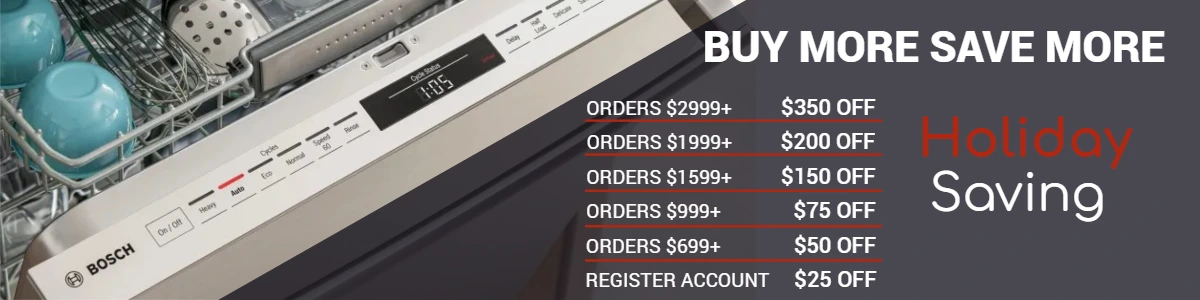 BUY MORE SAVE MORE
ORDERS $2999+ $350 OFF
ORDERS $1999+ $200 OFF
ORDERS $1599+ $150 OFF
ORDERS $999+ $75 OFF
ORDERS $699+ $50 OFF
REGISTER ACCOUNT $25 OFF
Holiday
Saving
BOSCH
On / Off
Cycles
Heavy
Auto
Eco
Normal
Speed
60
Rinse
Cycle Status
1:05
Delay
Half
Load
Delicate